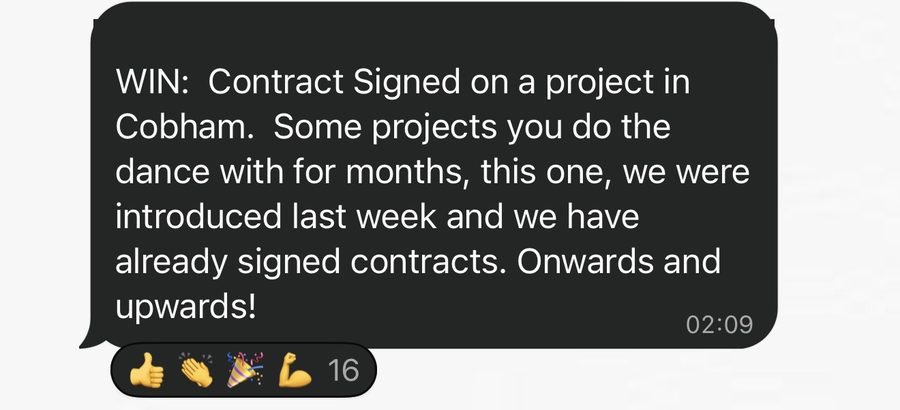 WIN:  Contract Signed on a project in
Cobham.  Some projects you do the
dance with for months, this one, we were
introduced last week and we have
already signed contracts. Onwards and
upwards!
02:09
👍 👏 🎉 💪 16